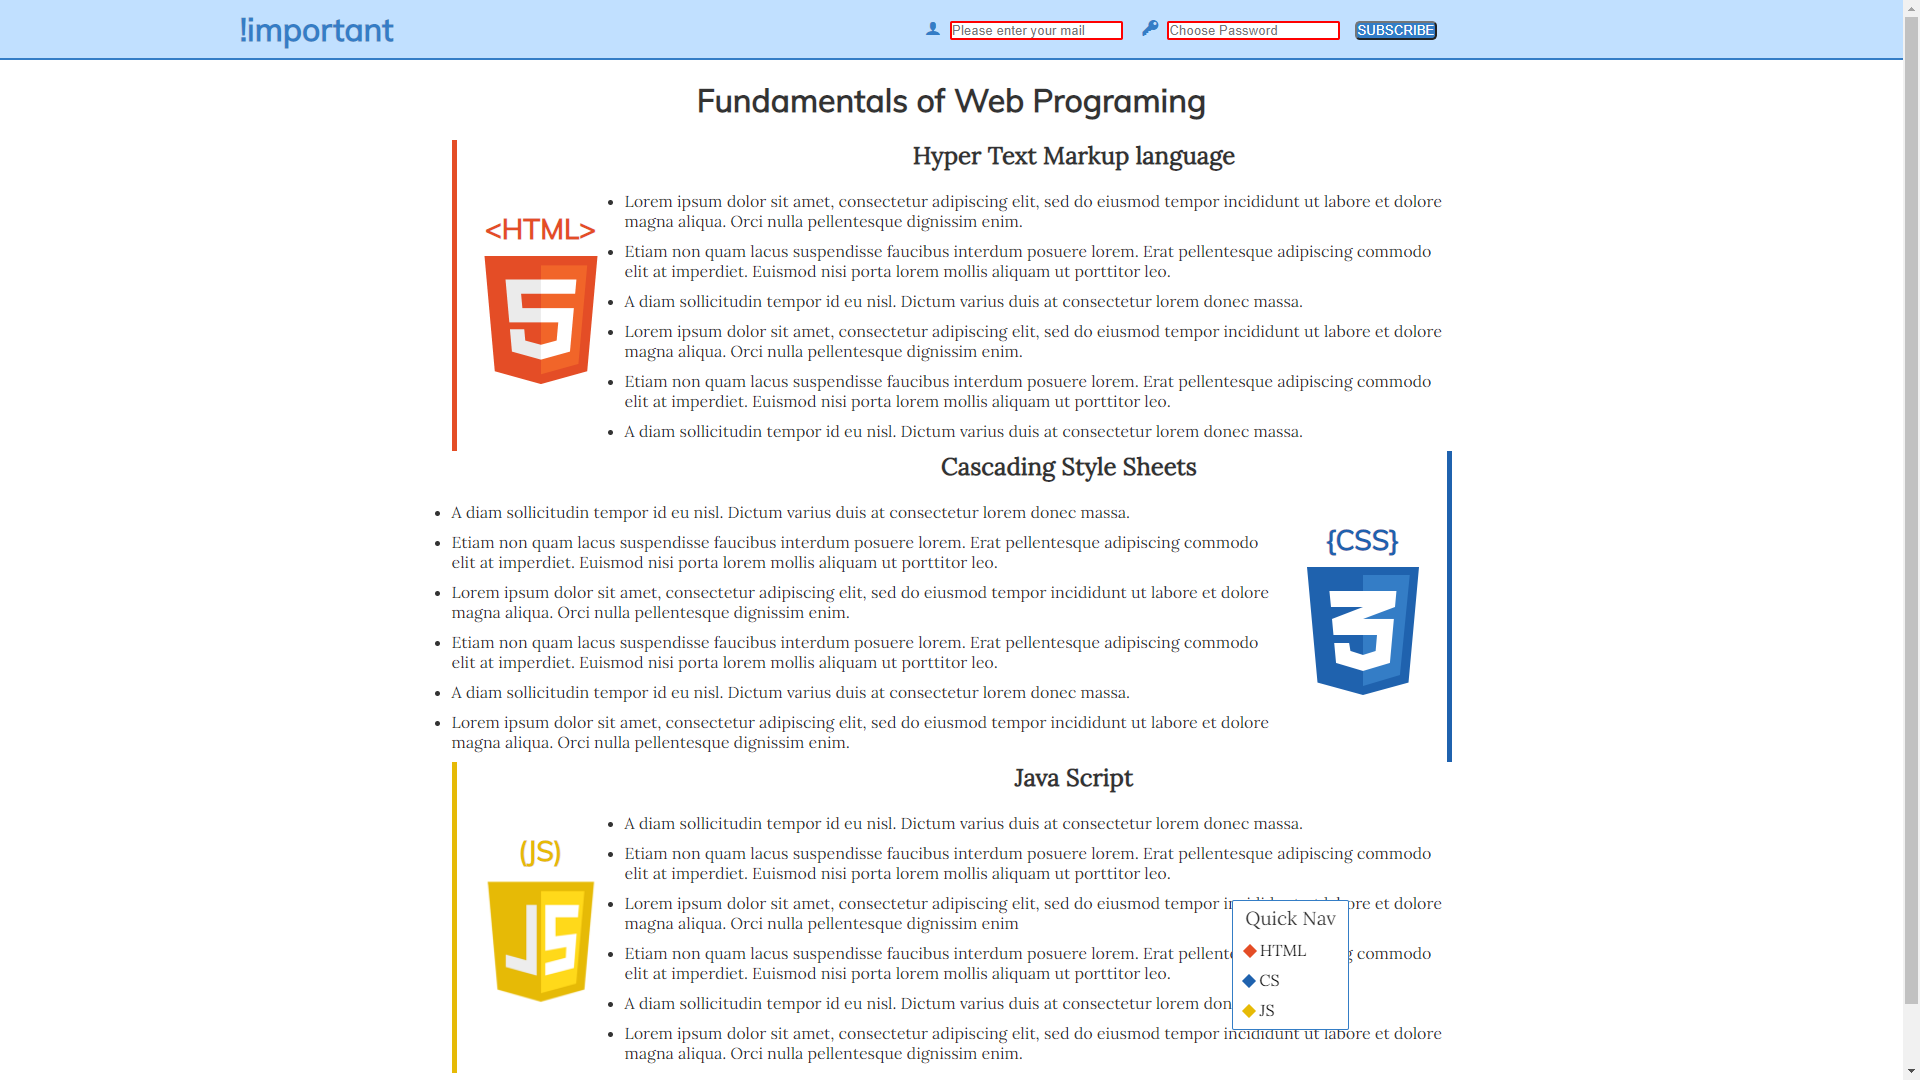 !important
Please enter your mail
Choose Password
SUBSCRIBE
Fundamentals of Web Programing
Hyper Text Markup language
<HTML>
5
Lorem ipsum dolor sit amet, consectetur adipiscing elit, sed do eiusmod tempor incididunt ut labore et dolore
magna aliqua. Orci nulla pellentesque dignissim enim.
Etiam non quam lacus suspendisse faucibus interdum posuere lorem. Erat pellentesque adipiscing commodo
elit at imperdiet. Euismod nisi porta lorem mollis aliquam ut porttitor leo.
A diam sollicitudin tempor id eu nisl. Dictum varius duis at consectetur lorem donec massa.
Lorem ipsum dolor sit amet, consectetur adipiscing elit, sed do eiusmod tempor incididunt ut labore et dolore
magna aliqua. Orci nulla pellentesque dignissim enim.
Etiam non quam lacus suspendisse faucibus interdum posuere lorem. Erat pellentesque adipiscing commodo
elit at imperdiet. Euismod nisi porta lorem mollis aliquam ut porttitor leo.
A diam sollicitudin tempor id eu nisl. Dictum varius duis at consectetur lorem donec massa.
Cascading Style Sheets
A diam sollicitudin tempor id eu nisl. Dictum varius duis at consectetur lorem donec massa.
Etiam non quam lacus suspendisse faucibus interdum posuere lorem. Erat pellentesque adipiscing commodo
elit at imperdiet. Euismod nisi porta lorem mollis aliquam ut porttitor leo.
Lorem ipsum dolor sit amet, consectetur adipiscing elit, sed do eiusmod tempor incididunt ut labore et dolore
magna aliqua. Orci nulla pellentesque dignissim enim.
Etiam non quam lacus suspendisse faucibus interdum posuere lorem. Erat pellentesque adipiscing commodo
elit at imperdiet. Euismod nisi porta lorem mollis aliquam ut porttitor leo.
A diam sollicitudin tempor id eu nisl. Dictum varius duis at consectetur lorem donec massa.
Lorem ipsum dolor sit amet, consectetur adipiscing elit, sed do eiusmod tempor incididunt ut labore et dolore
magna aliqua. Orci nulla pellentesque dignissim enim.
{CSS}
3
Java Script
(JS)
JS
A diam sollicitudin tempor id eu nisl. Dictum varius duis at consectetur lorem donec massa.
Etiam non quam lacus suspendisse faucibus interdum posuere lorem. Erat pellentesque adipiscing commodo
elit at imperdiet. Euismod nisi porta lorem mollis aliquam ut porttitor leo.
Lorem ipsum dolor sit amet, consectetur adipiscing elit, sed do eiusmod tempor et dolore
magna aliqua. Orci nulla pellentesque dignissim enim
Etiam non quam lacus suspendisse faucibus interdum posuere lorem. Erat commodo
elit at imperdiet. Euismod nisi porta lorem mollis aliquam ut porttitor leo.
A diam sollicitudin tempor id eu nisl. Dictum varius duis at consectetur lorem
Lorem ipsum dolor sit amet, consectetur adipiscing elit, sed do eiusmod tempor incididunt ut labore et dolore
magna aliqua. Orci nulla pellentesque dignissim enim.
Quick Nav
HTML
CS
JS